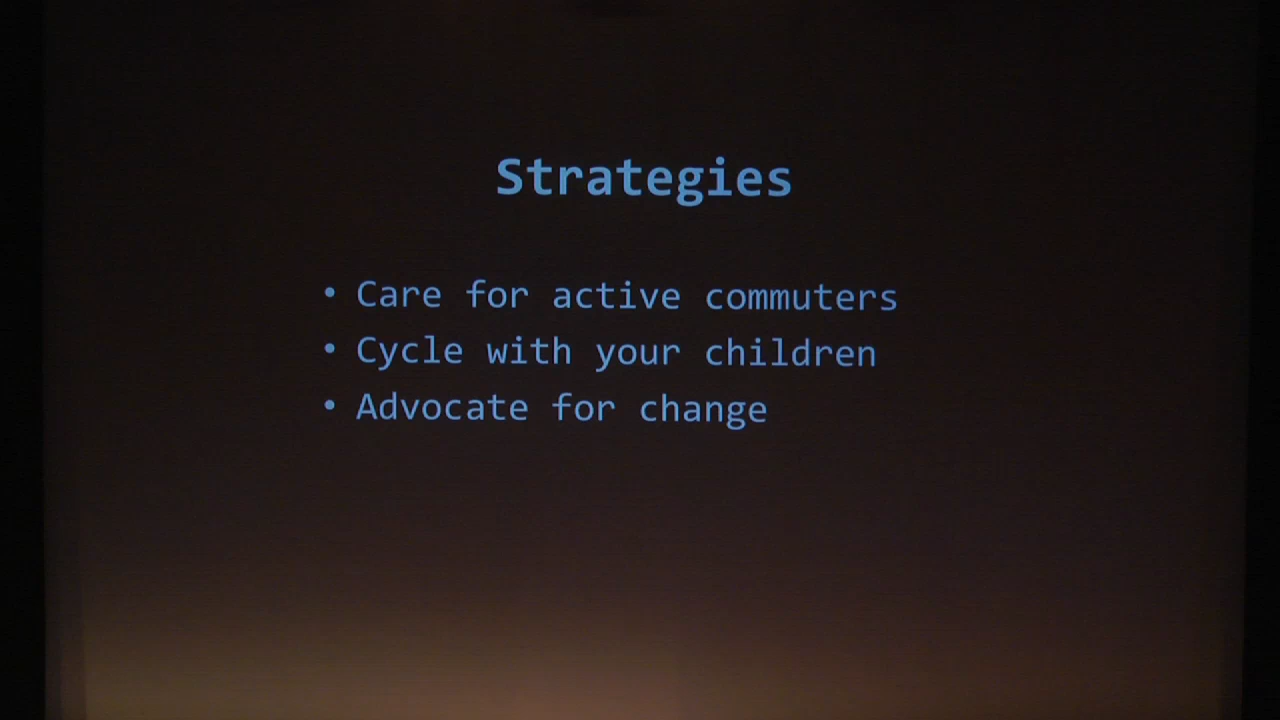 Strategies
• Care for active commuters
• Cycle with your children
• Advocate for change